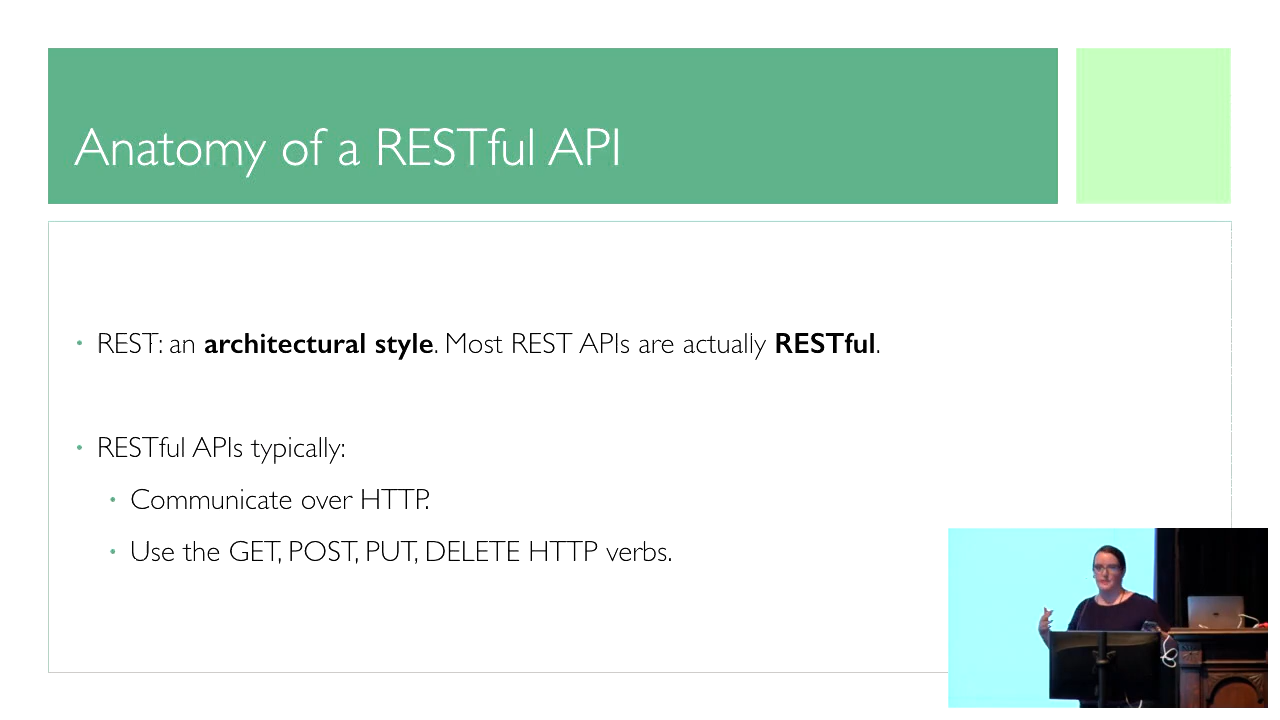 Anatomy of a RESTful API
• REST: an architectural style. Most REST APIs are actually RESTful.
• RESTful APIs typically:
• Communicate over HTTP.
• Use the GET, POST, PUT, DELETE HTTP verbs.